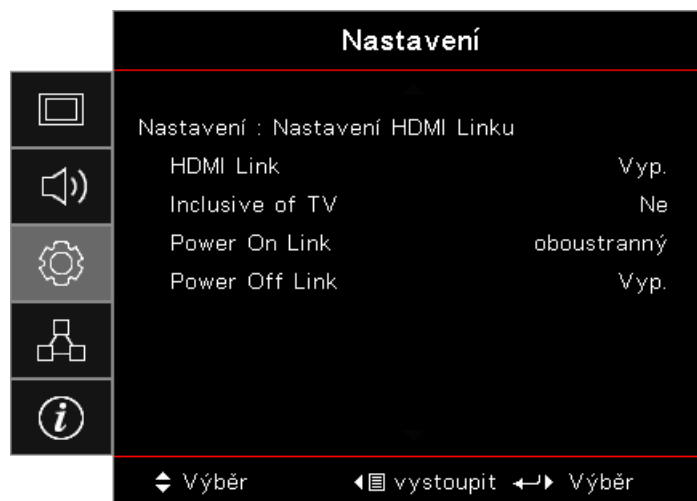 Nastavení
Nastavení : Nastavení HDMI Linku
HDMI Link Vyp.
Inclusive of TV Ne
Power On Link oboustranný
Power Off Link Vyp.
Výběr vystoupit Výběr